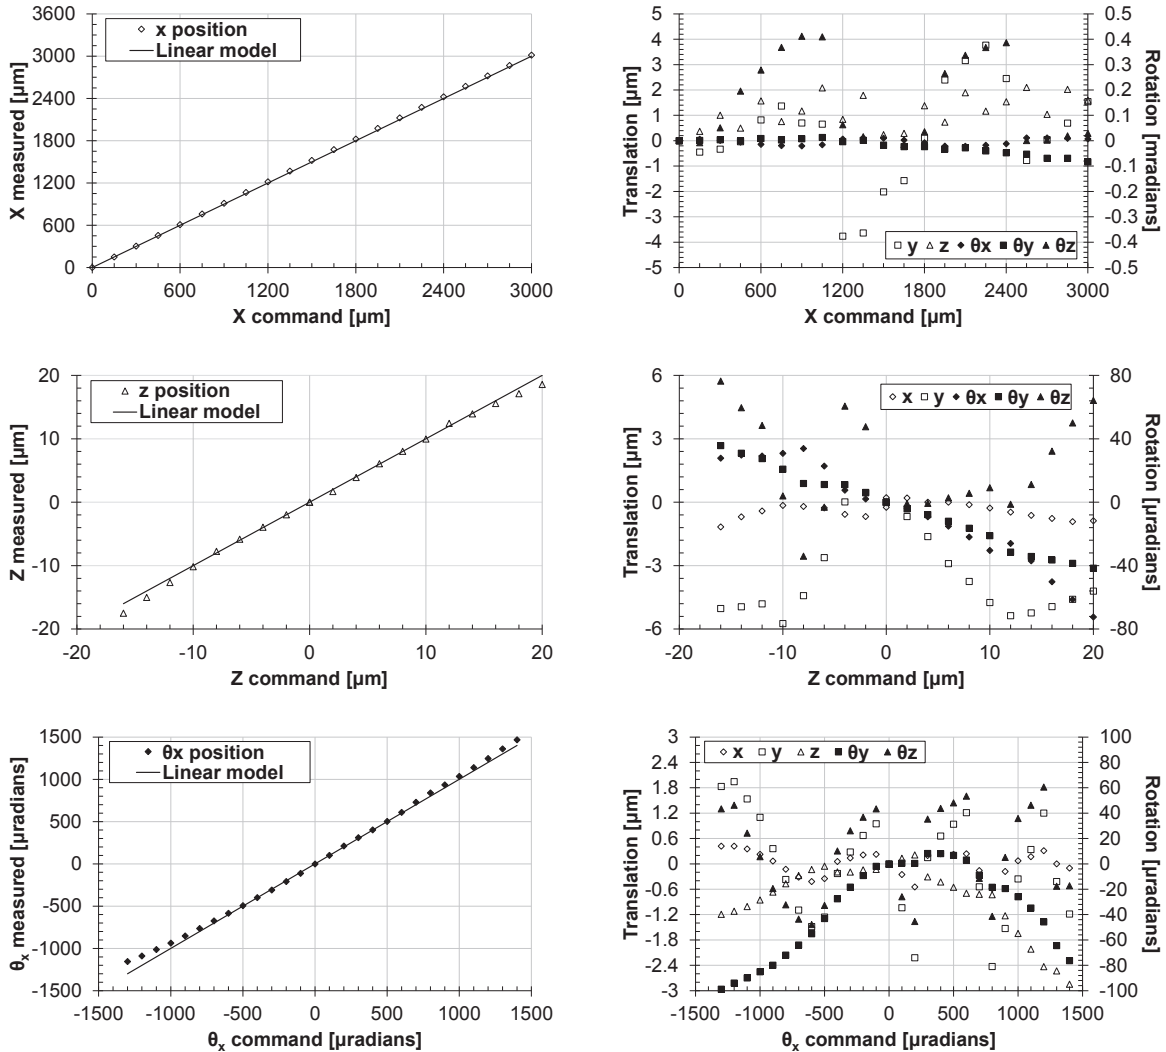 X measured [µm]
3600
3000
2400
1800
1200
600
0
x position
Linear model
0 600 1200 1800 2400 3000
X command [µm]
Translation [µm]
5
4
3
2
1
0
-1
-2
-3
-4
-5
y z θx θy θz
0.5
0.4
0.3
0.2
0.1
0
-0.1
-0.2
-0.3
-0.4
-0.5
Rotation [mradians]
0 600 1200 1800 2400 3000
X command [µm]
Z measured [µm]
20
10
0
-10
-20
z position
Linear model
-20 -10 0 10 20
Z command [µm]
Translation [µm]
6
3
0
-3
-6
x y θx θy θz
80
40
0
-40
-80
Rotation [µradians]
-20 -10 0 10 20
Z command [µm]
θx measured [µradians]
1500
1000
500
0
-500
-1000
-1500
θx position
Linear model
-1500 -1000 -500 0 500 1000 1500
θx command [µradians]
Translation [µm]
3
2.4
1.8
1.2
0.6
0
-0.6
-1.2
-1.8
-2.4
-3
x y z θy θz
100
80
60
40
20
0
-20
-40
-60
-80
-100
Rotation [µradians]
-1500 -1000 -500 0 500 1000 1500
θx command [µradians]